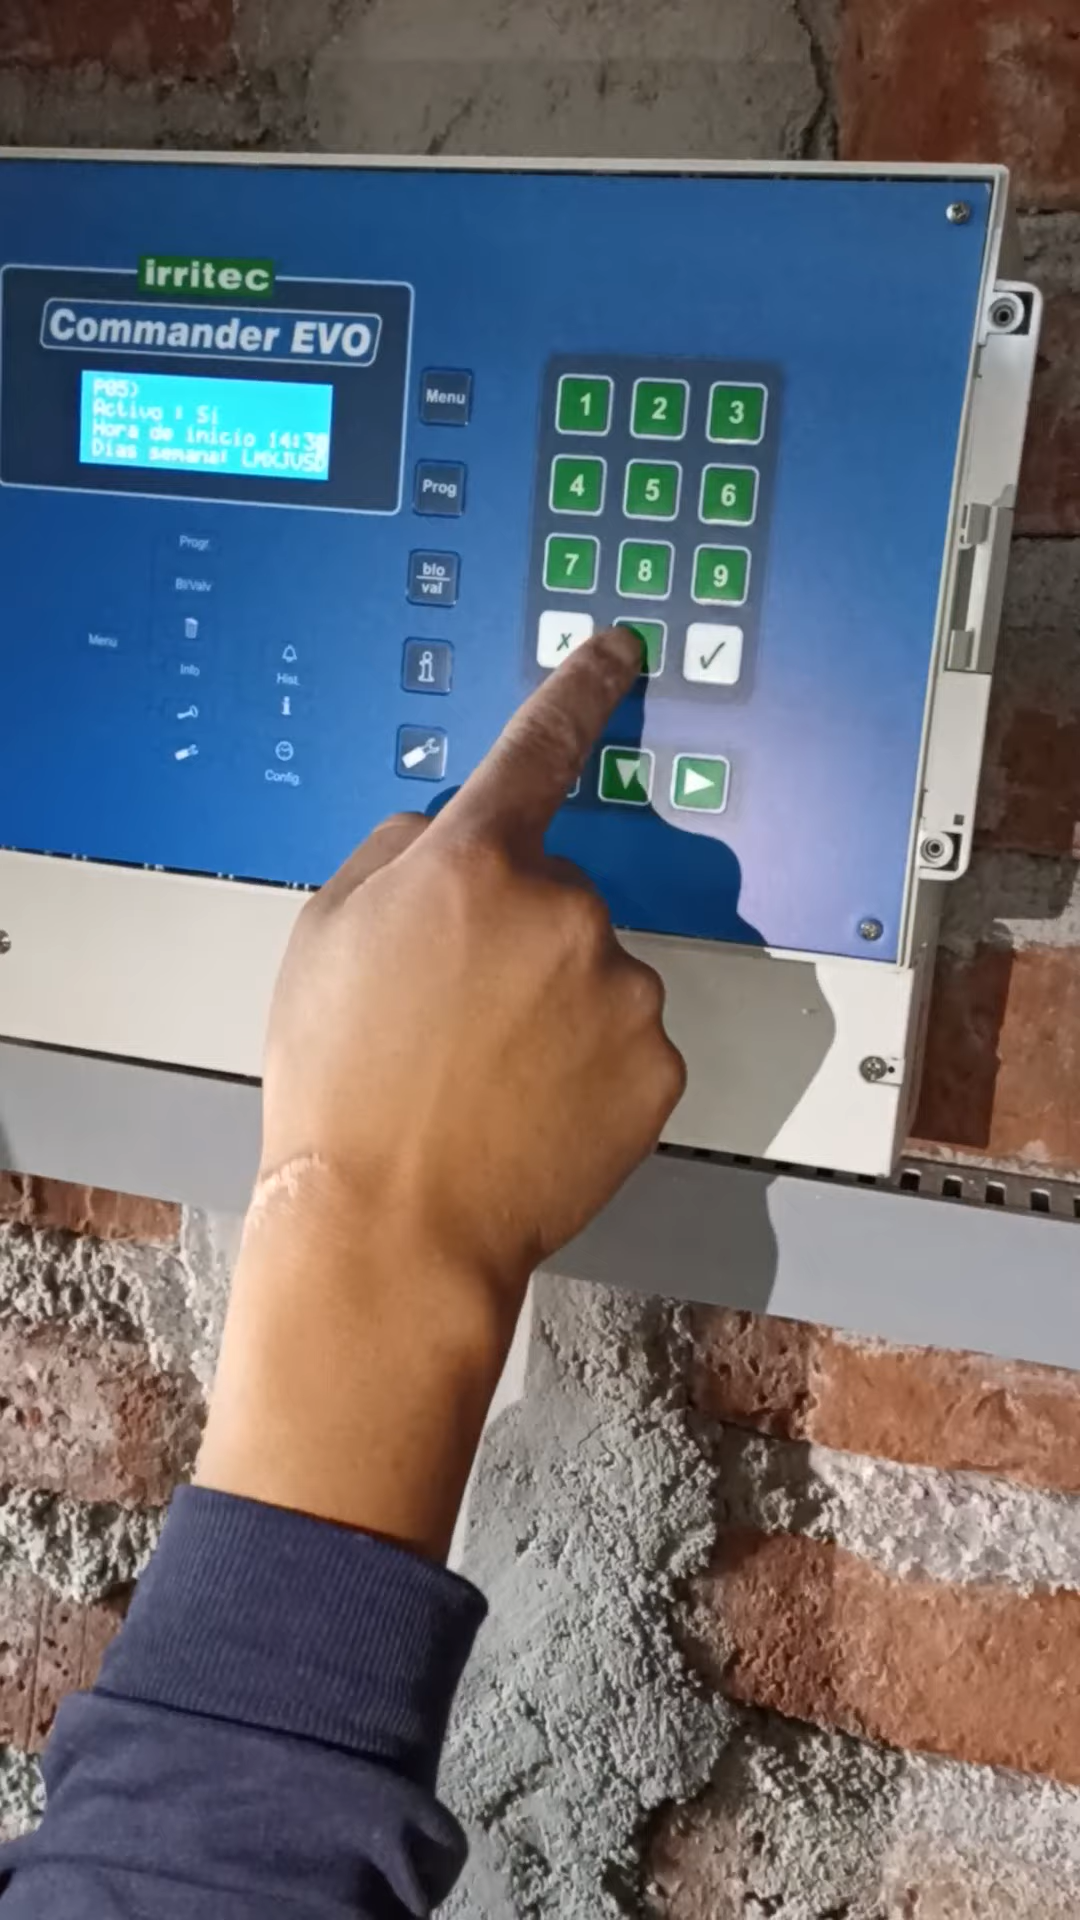 irritec
Commander EVO
P05)
Activo : Si
Hora de inicio 14:30
Dias semana: LMXJVSD
Menu
Prog
blo
val
1 2 3
4 5 6
7 8 9
x ✓
Progr.
Bl/Valv
Menu
Info
Hist.
i
Config.